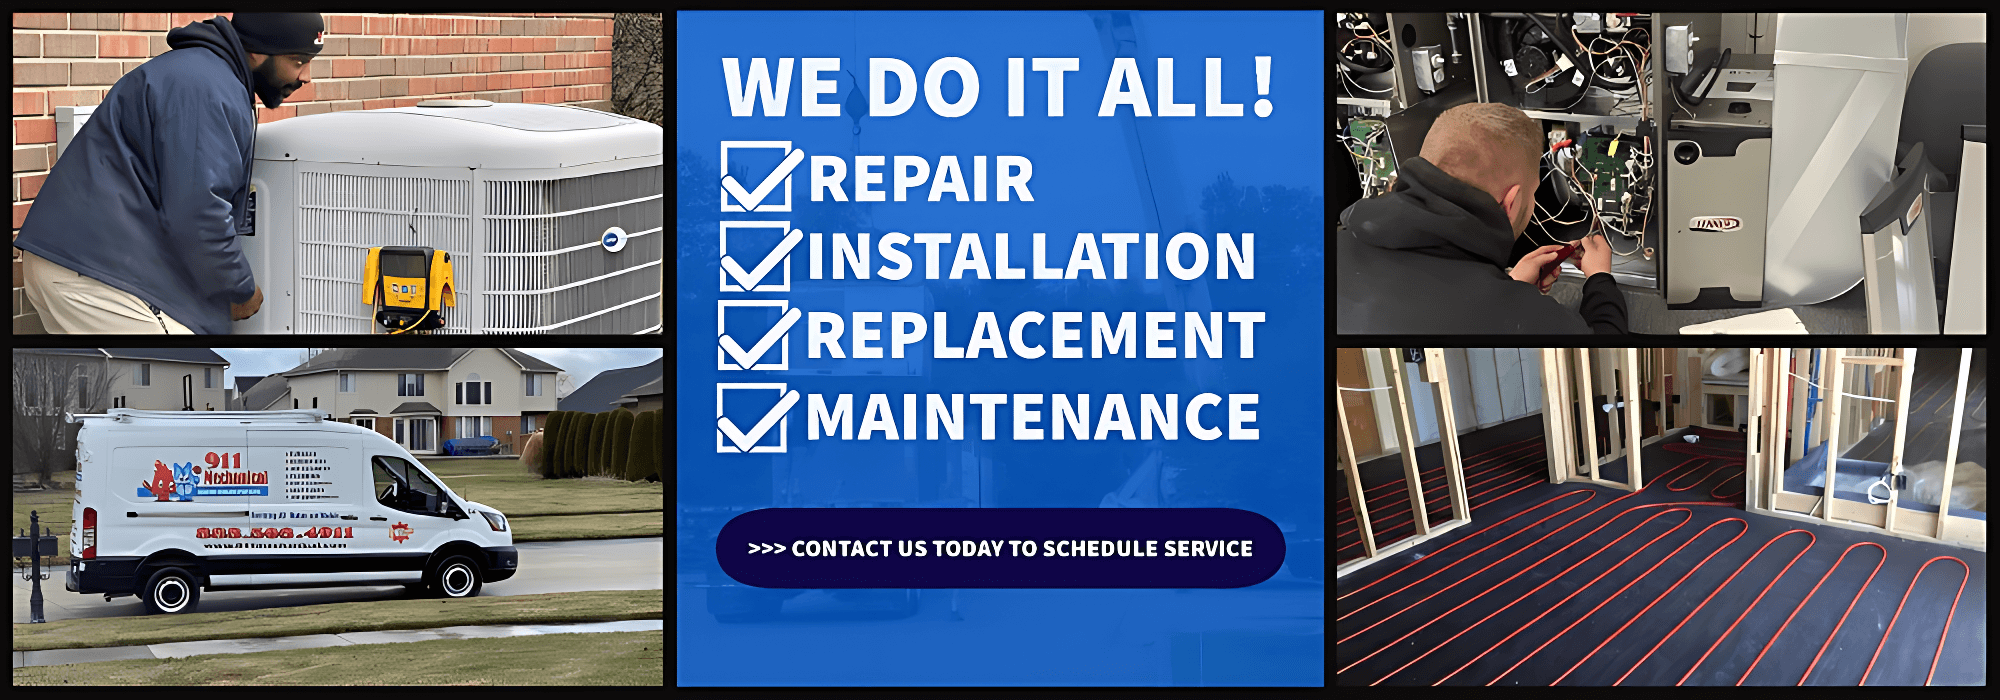 WE DO IT ALL!
REPAIR
INSTALLATION
REPLACEMENT
MAINTENANCE
>>> CONTACT US TODAY TO SCHEDULE SERVICE
911
Mechanical